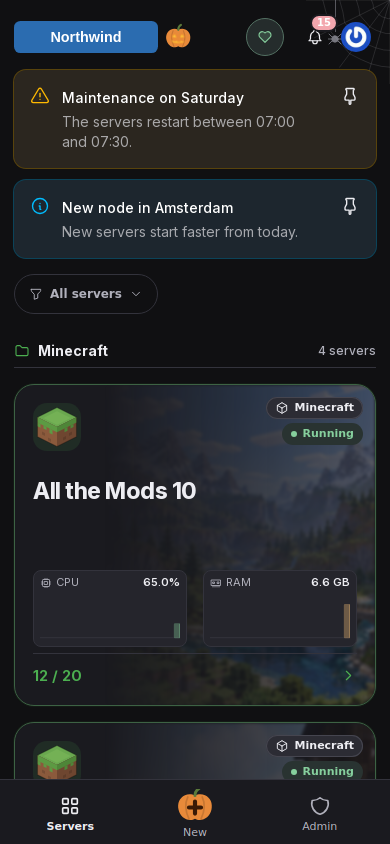 Northwind
15
Maintenance on Saturday
The servers restart between 07:00
and 07:30.
New node in Amsterdam
New servers start faster from today.
All servers
Minecraft
4 servers
Minecraft
Running
All the Mods 10
CPU
65.0%
RAM
6.6 GB
12 / 20
Minecraft
Running
Servers
New
Admin